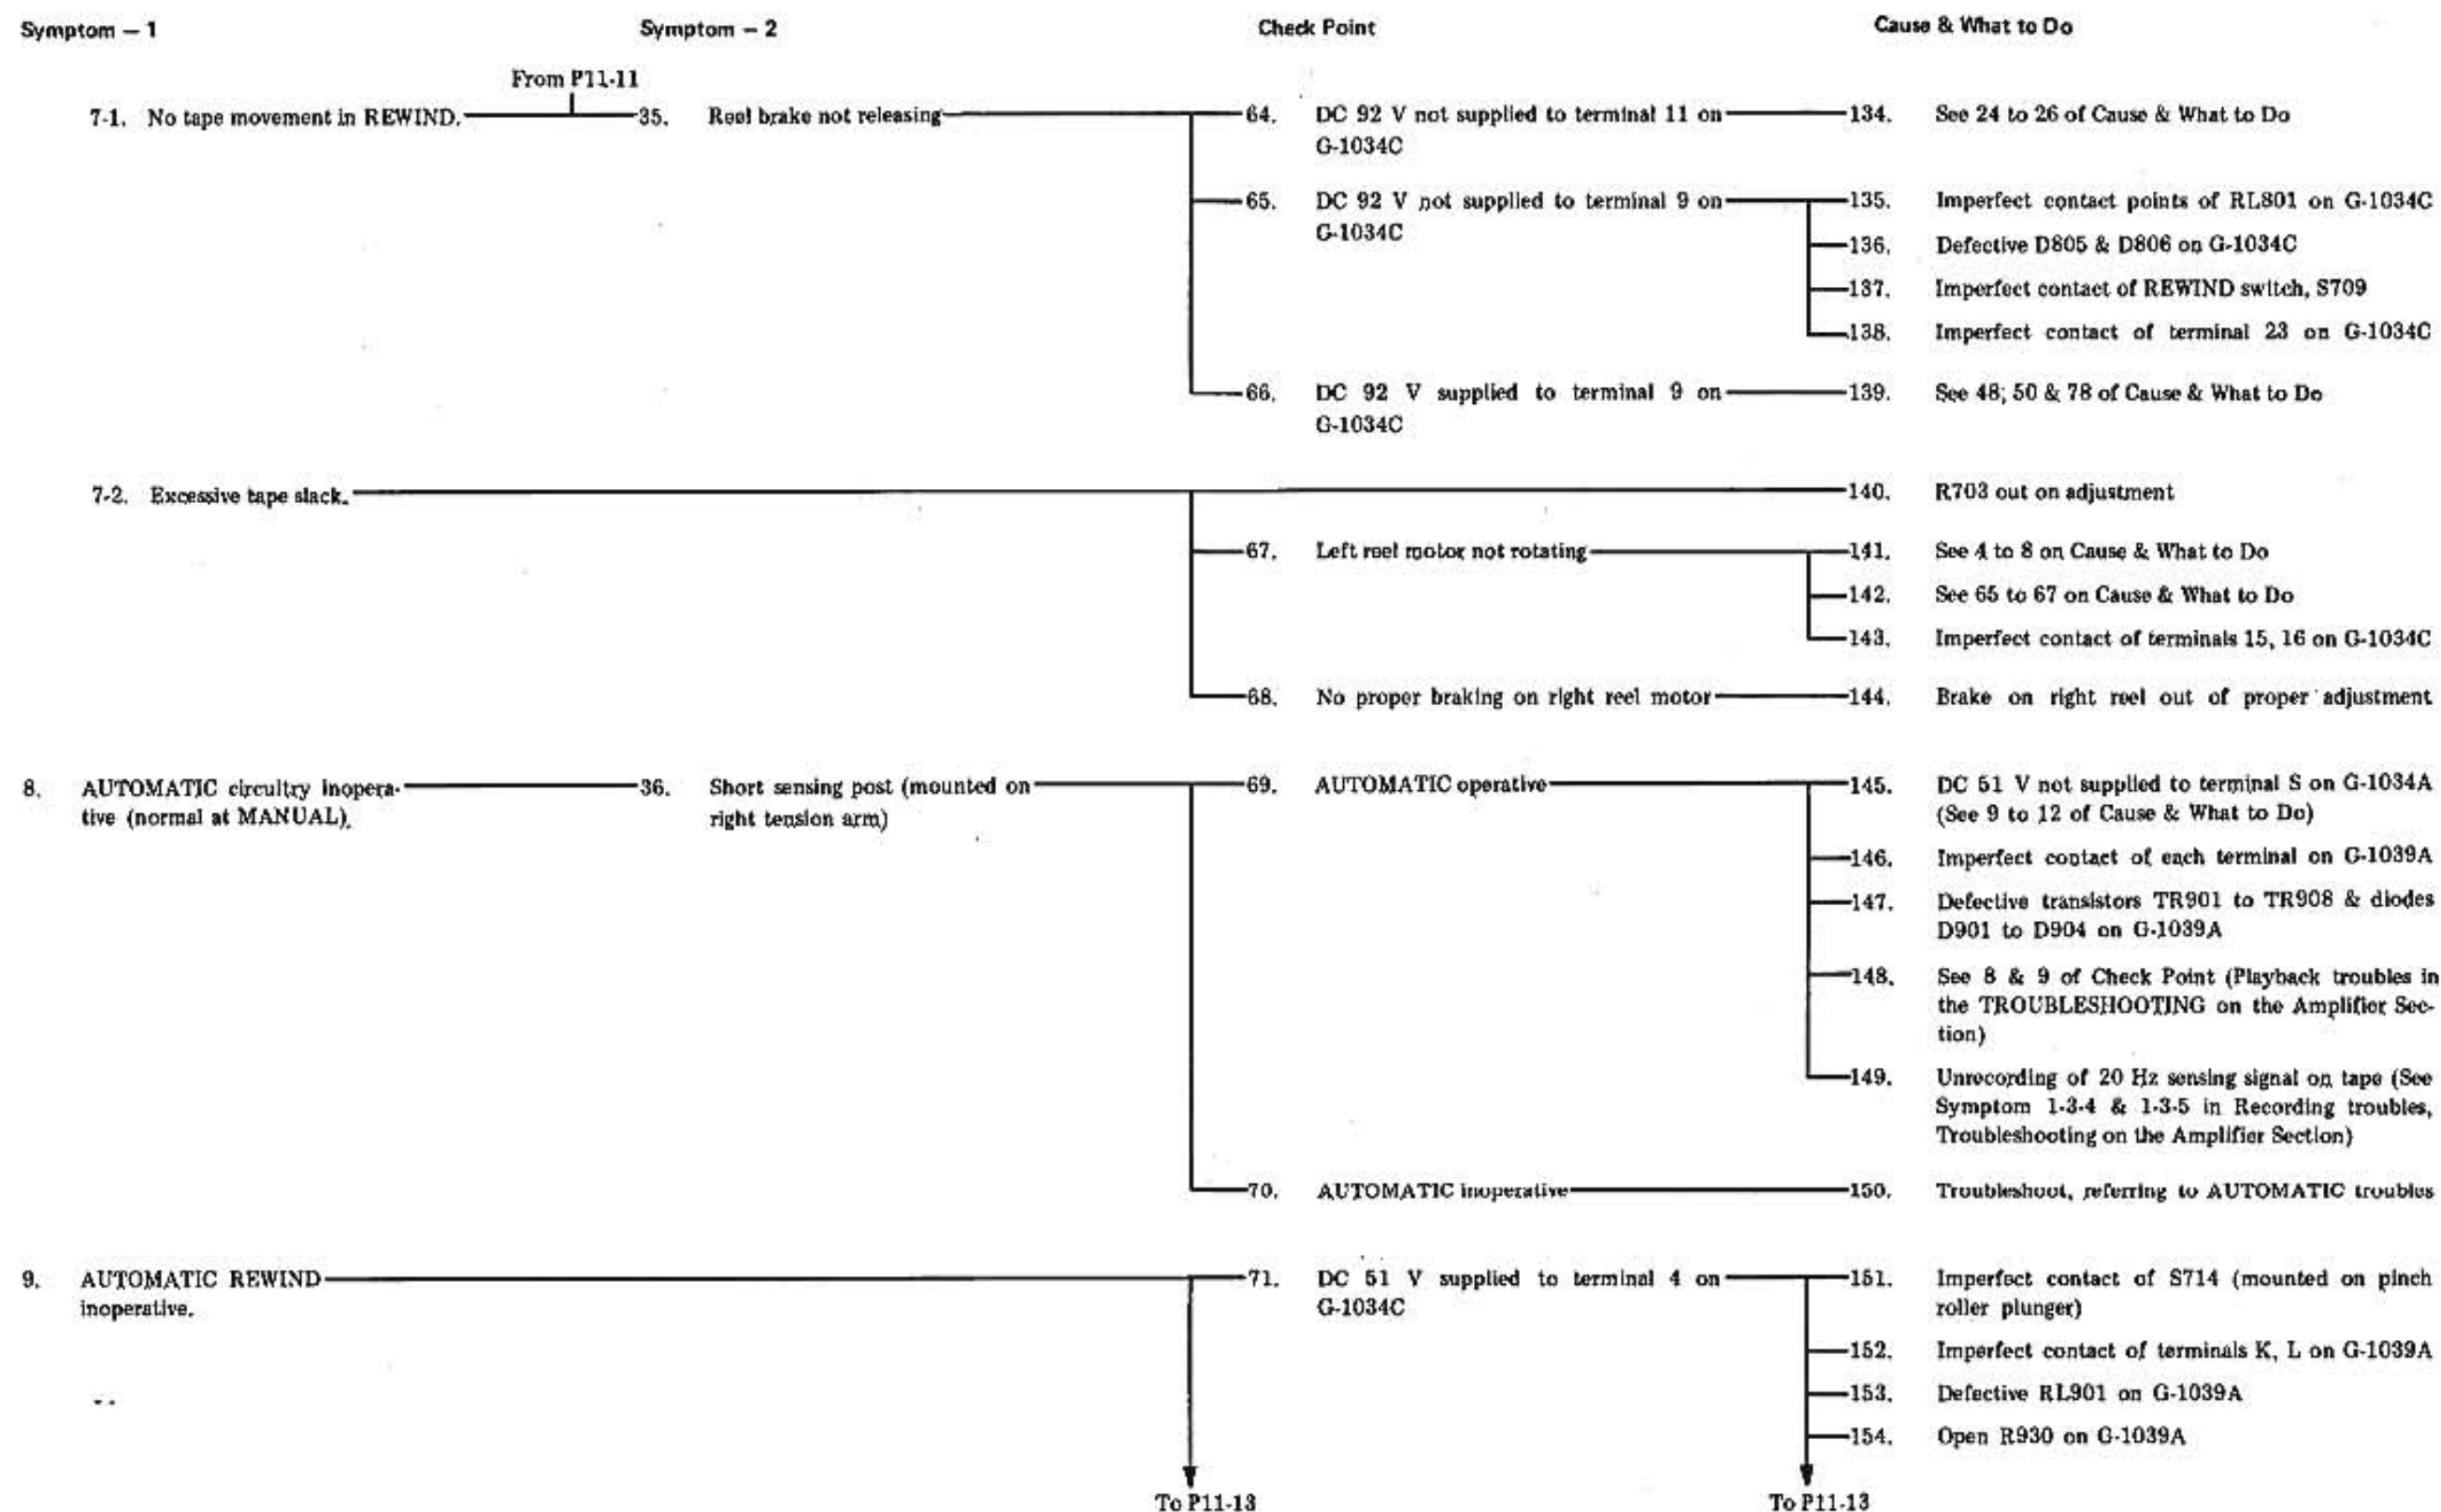 Symptom — 1
Symptom — 2
Check Point
Cause & What to Do
From P11-11
7-1. No tape movement in REWIND.
35. Reel brake not releasing
64. DC 92 V not supplied to terminal 11 on
G-1034C
134. See 24 to 26 of Cause & What to Do
65. DC 92 V not supplied to terminal 9 on
G-1034C
135. Imperfect contact points of RL801 on G-1034C
136. Defective D805 & D806 on G-1034C
137. Imperfect contact of REWIND switch, S709
138. Imperfect contact of terminal 23 on G-1034C
66. DC 92 V supplied to terminal 9 on
G-1034C
139. See 48, 50 & 78 of Cause & What to Do
7-2. Excessive tape slack.
140. R703 out on adjustment
67. Left reel motor not rotating
141. See 4 to 8 on Cause & What to Do
142. See 65 to 67 on Cause & What to Do
143. Imperfect contact of terminals 15, 16 on G-1034C
68. No proper braking on right reel motor
144. Brake on right reel out of proper adjustment
8. AUTOMATIC circuitry inopera-
tive (normal at MANUAL).
36. Short sensing post (mounted on
right tension arm)
69. AUTOMATIC operative
145. DC 51 V not supplied to terminal S on G-1034A
(See 9 to 12 of Cause & What to Do)
146. Imperfect contact of each terminal on G-1039A
147. Defective transistors TR901 to TR908 & diodes
D901 to D904 on G-1039A
148. See 8 & 9 of Check Point (Playback troubles in
the TROUBLESHOOTING on the Amplifier Sec-
tion)
149. Unrecording of 20 Hz sensing signal on tape (See
Symptom 1-3-4 & 1-3-5 in Recording troubles,
Troubleshooting on the Amplifier Section)
70. AUTOMATIC inoperative
150. Troubleshoot, referring to AUTOMATIC troubles
9. AUTOMATIC REWIND
inoperative.
71. DC 51 V supplied to terminal 4 on
G-1034C
151. Imperfect contact of S714 (mounted on pinch
roller plunger)
152. Imperfect contact of terminals K, L on G-1039A
153. Defective RL901 on G-1039A
154. Open R930 on G-1039A
To P11-13
To P11-13